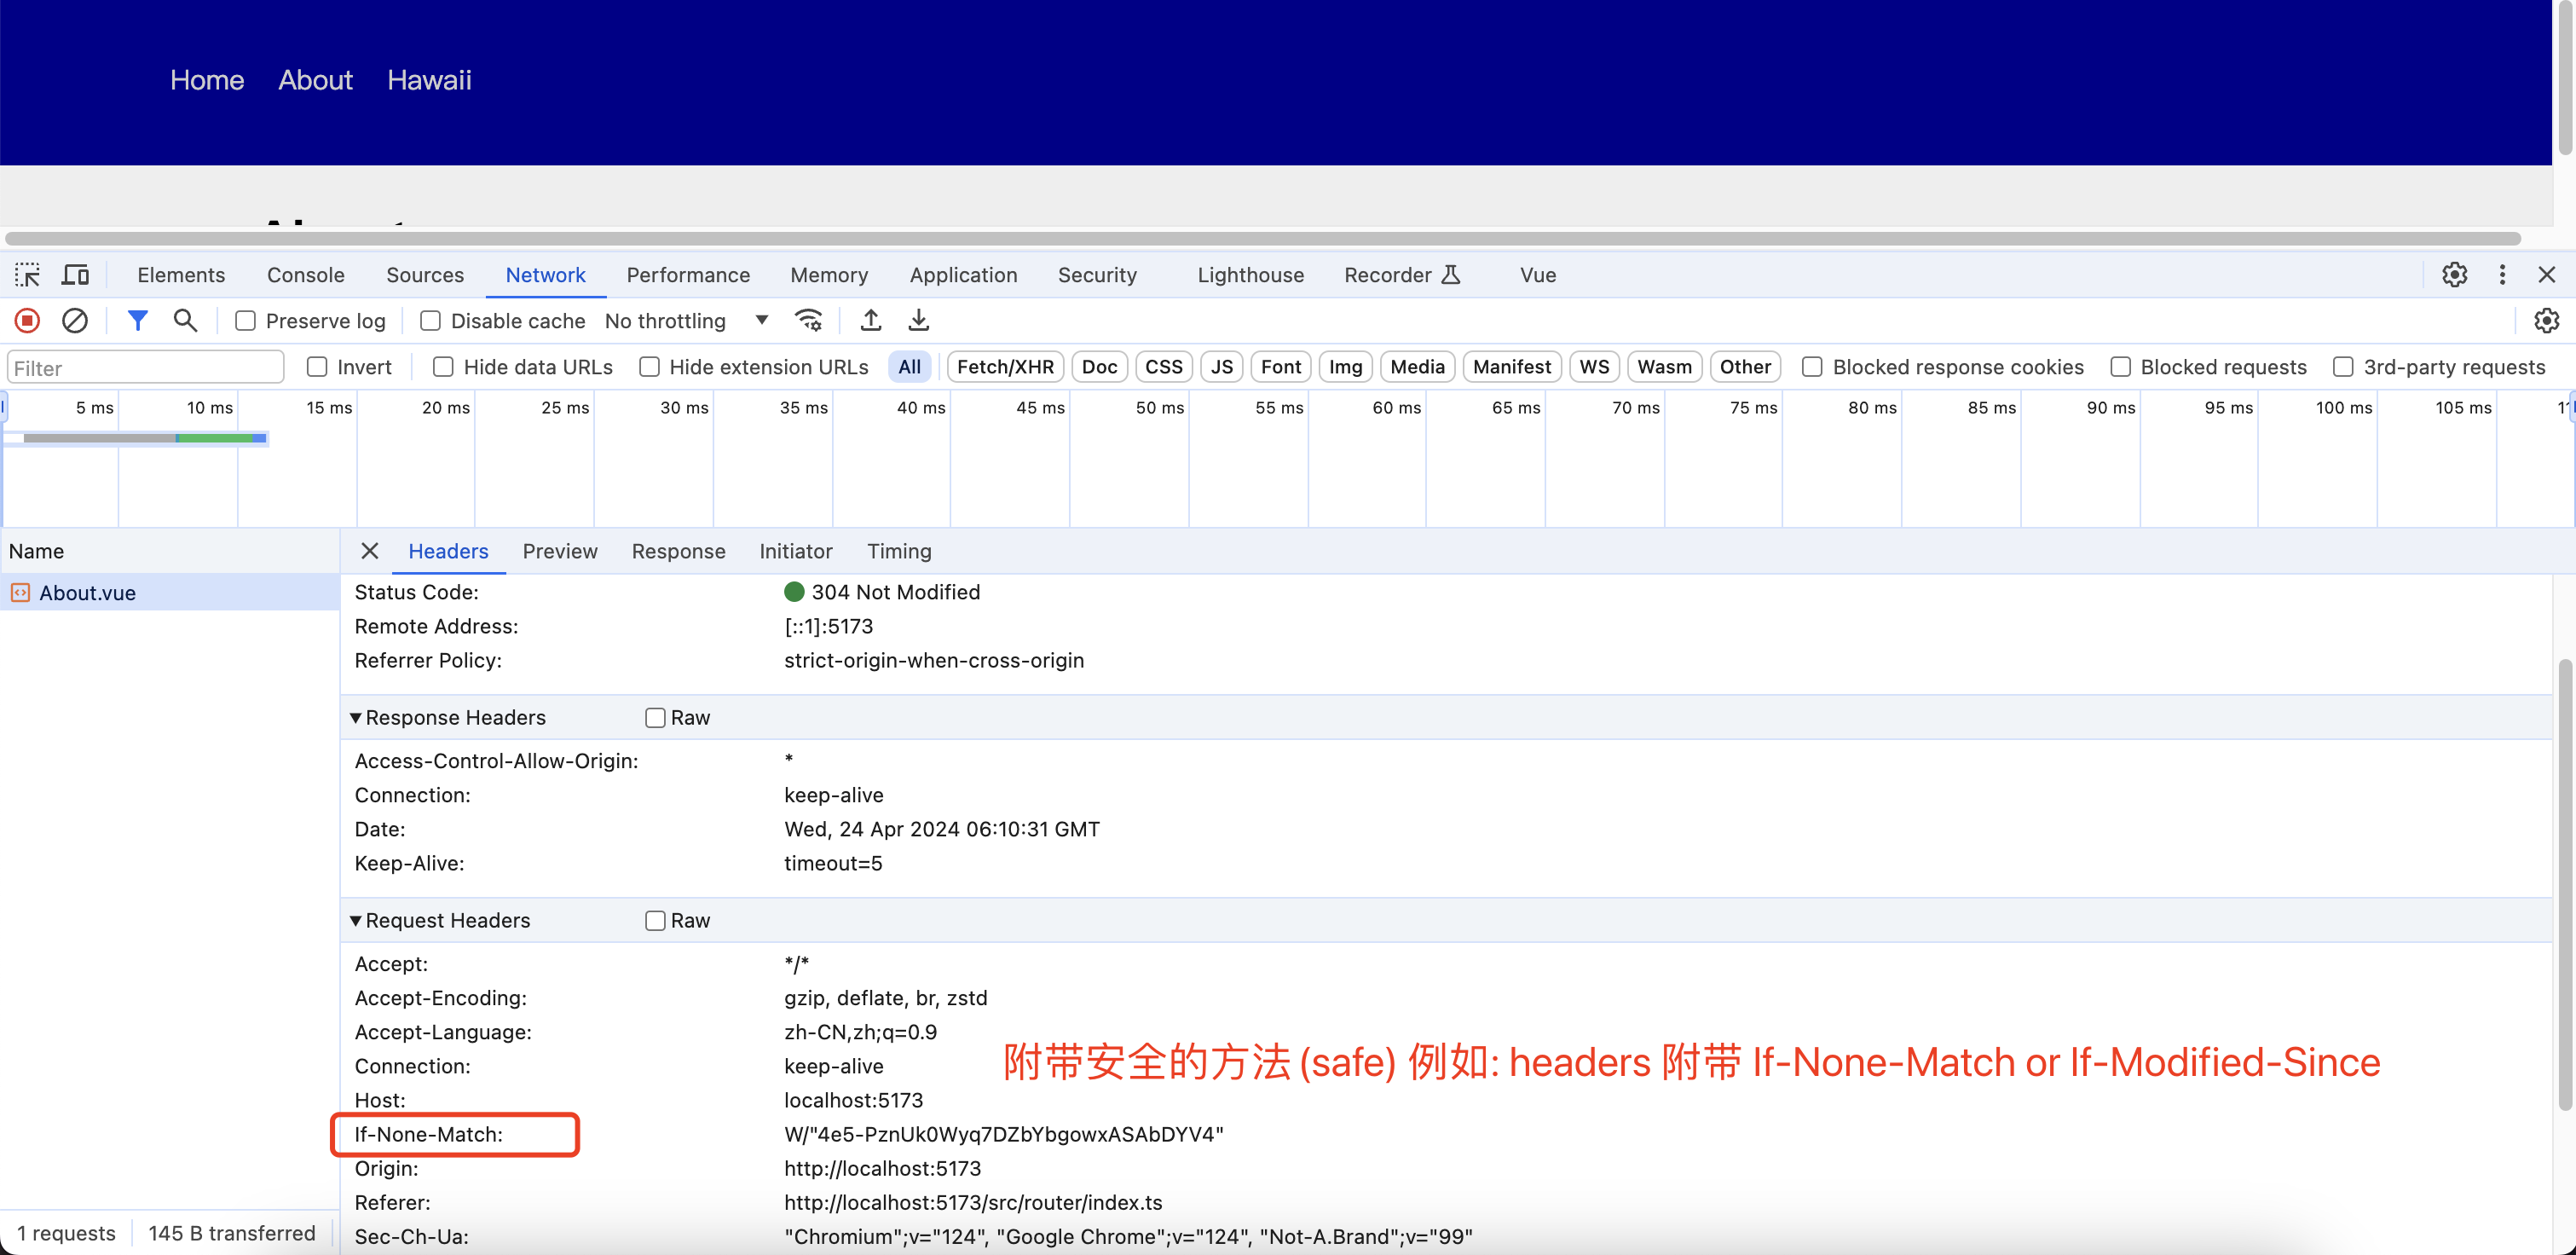 Home About Hawaii
Elements Console Sources Network Performance Memory Application Security Lighthouse Recorder Vue
Preserve log Disable cache No throttling
Filter Invert Hide data URLs Hide extension URLs All Fetch/XHR Doc CSS JS Font Img Media Manifest WS Wasm Other Blocked response cookies Blocked requests 3rd-party requests
5 ms 10 ms 15 ms 20 ms 25 ms 30 ms 35 ms 40 ms 45 ms 50 ms 55 ms 60 ms 65 ms 70 ms 75 ms 80 ms 85 ms 90 ms 95 ms 100 ms 105 ms
Name Headers Preview Response Initiator Timing
About.vue
Status Code: 304 Not Modified
Remote Address: [::1]:5173
Referrer Policy: strict-origin-when-cross-origin
Response Headers Raw
Access-Control-Allow-Origin: *
Connection: keep-alive
Date: Wed, 24 Apr 2024 06:10:31 GMT
Keep-Alive: timeout=5
Request Headers Raw
Accept: */*
Accept-Encoding: gzip, deflate, br, zstd
Accept-Language: zh-CN,zh;q=0.9
附带安全的方法 (safe) 例如: headers 附带 If-None-Match or If-Modified-Since
Connection: keep-alive
Host: localhost:5173
If-None-Match: W/"4e5-PznUk0Wyq7DZbYbgowxASAbDYV4"
Origin: http://localhost:5173
Referer: http://localhost:5173/src/router/index.ts
Sec-Ch-Ua: "Chromium";v="124", "Google Chrome";v="124", "Not-A.Brand";v="99"
1 requests 145 B transferred